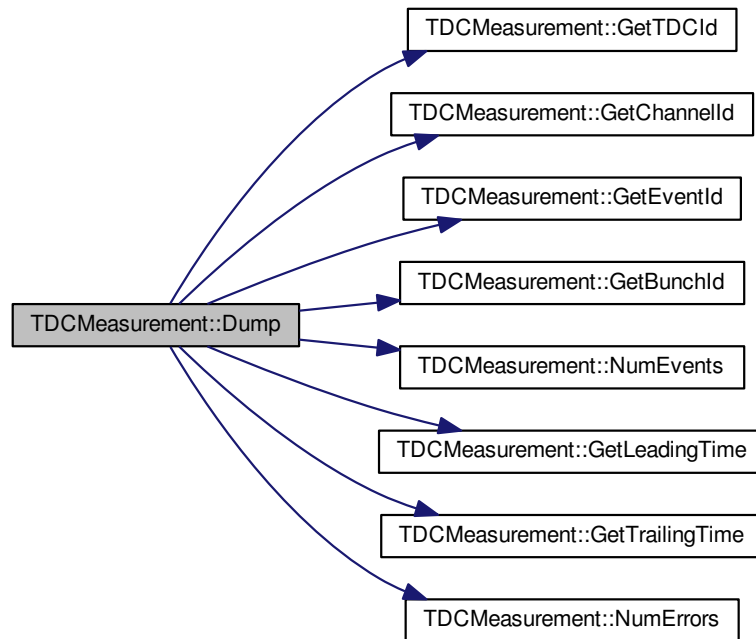 TDCMeasurement::GetTDCId
TDCMeasurement::GetChannelId
TDCMeasurement::GetEventId
TDCMeasurement::GetBunchId
TDCMeasurement::Dump
TDCMeasurement::NumEvents
TDCMeasurement::GetLeadingTime
TDCMeasurement::GetTrailingTime
TDCMeasurement::NumErrors